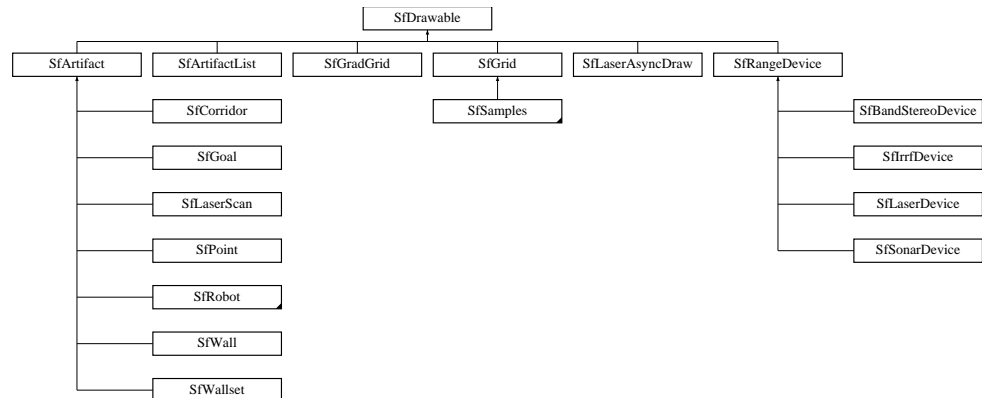 SfDrawable
SfArtifact
SfArtifactList
SfGradGrid
SfGrid
SfLaserAsyncDraw
SfRangeDevice
SfCorridor
SfSamples
SfBandStereoDevice
SfGoal
SfIrrfDevice
SfLaserScan
SfLaserDevice
SfPoint
SfSonarDevice
SfRobot
SfWall
SfWallset